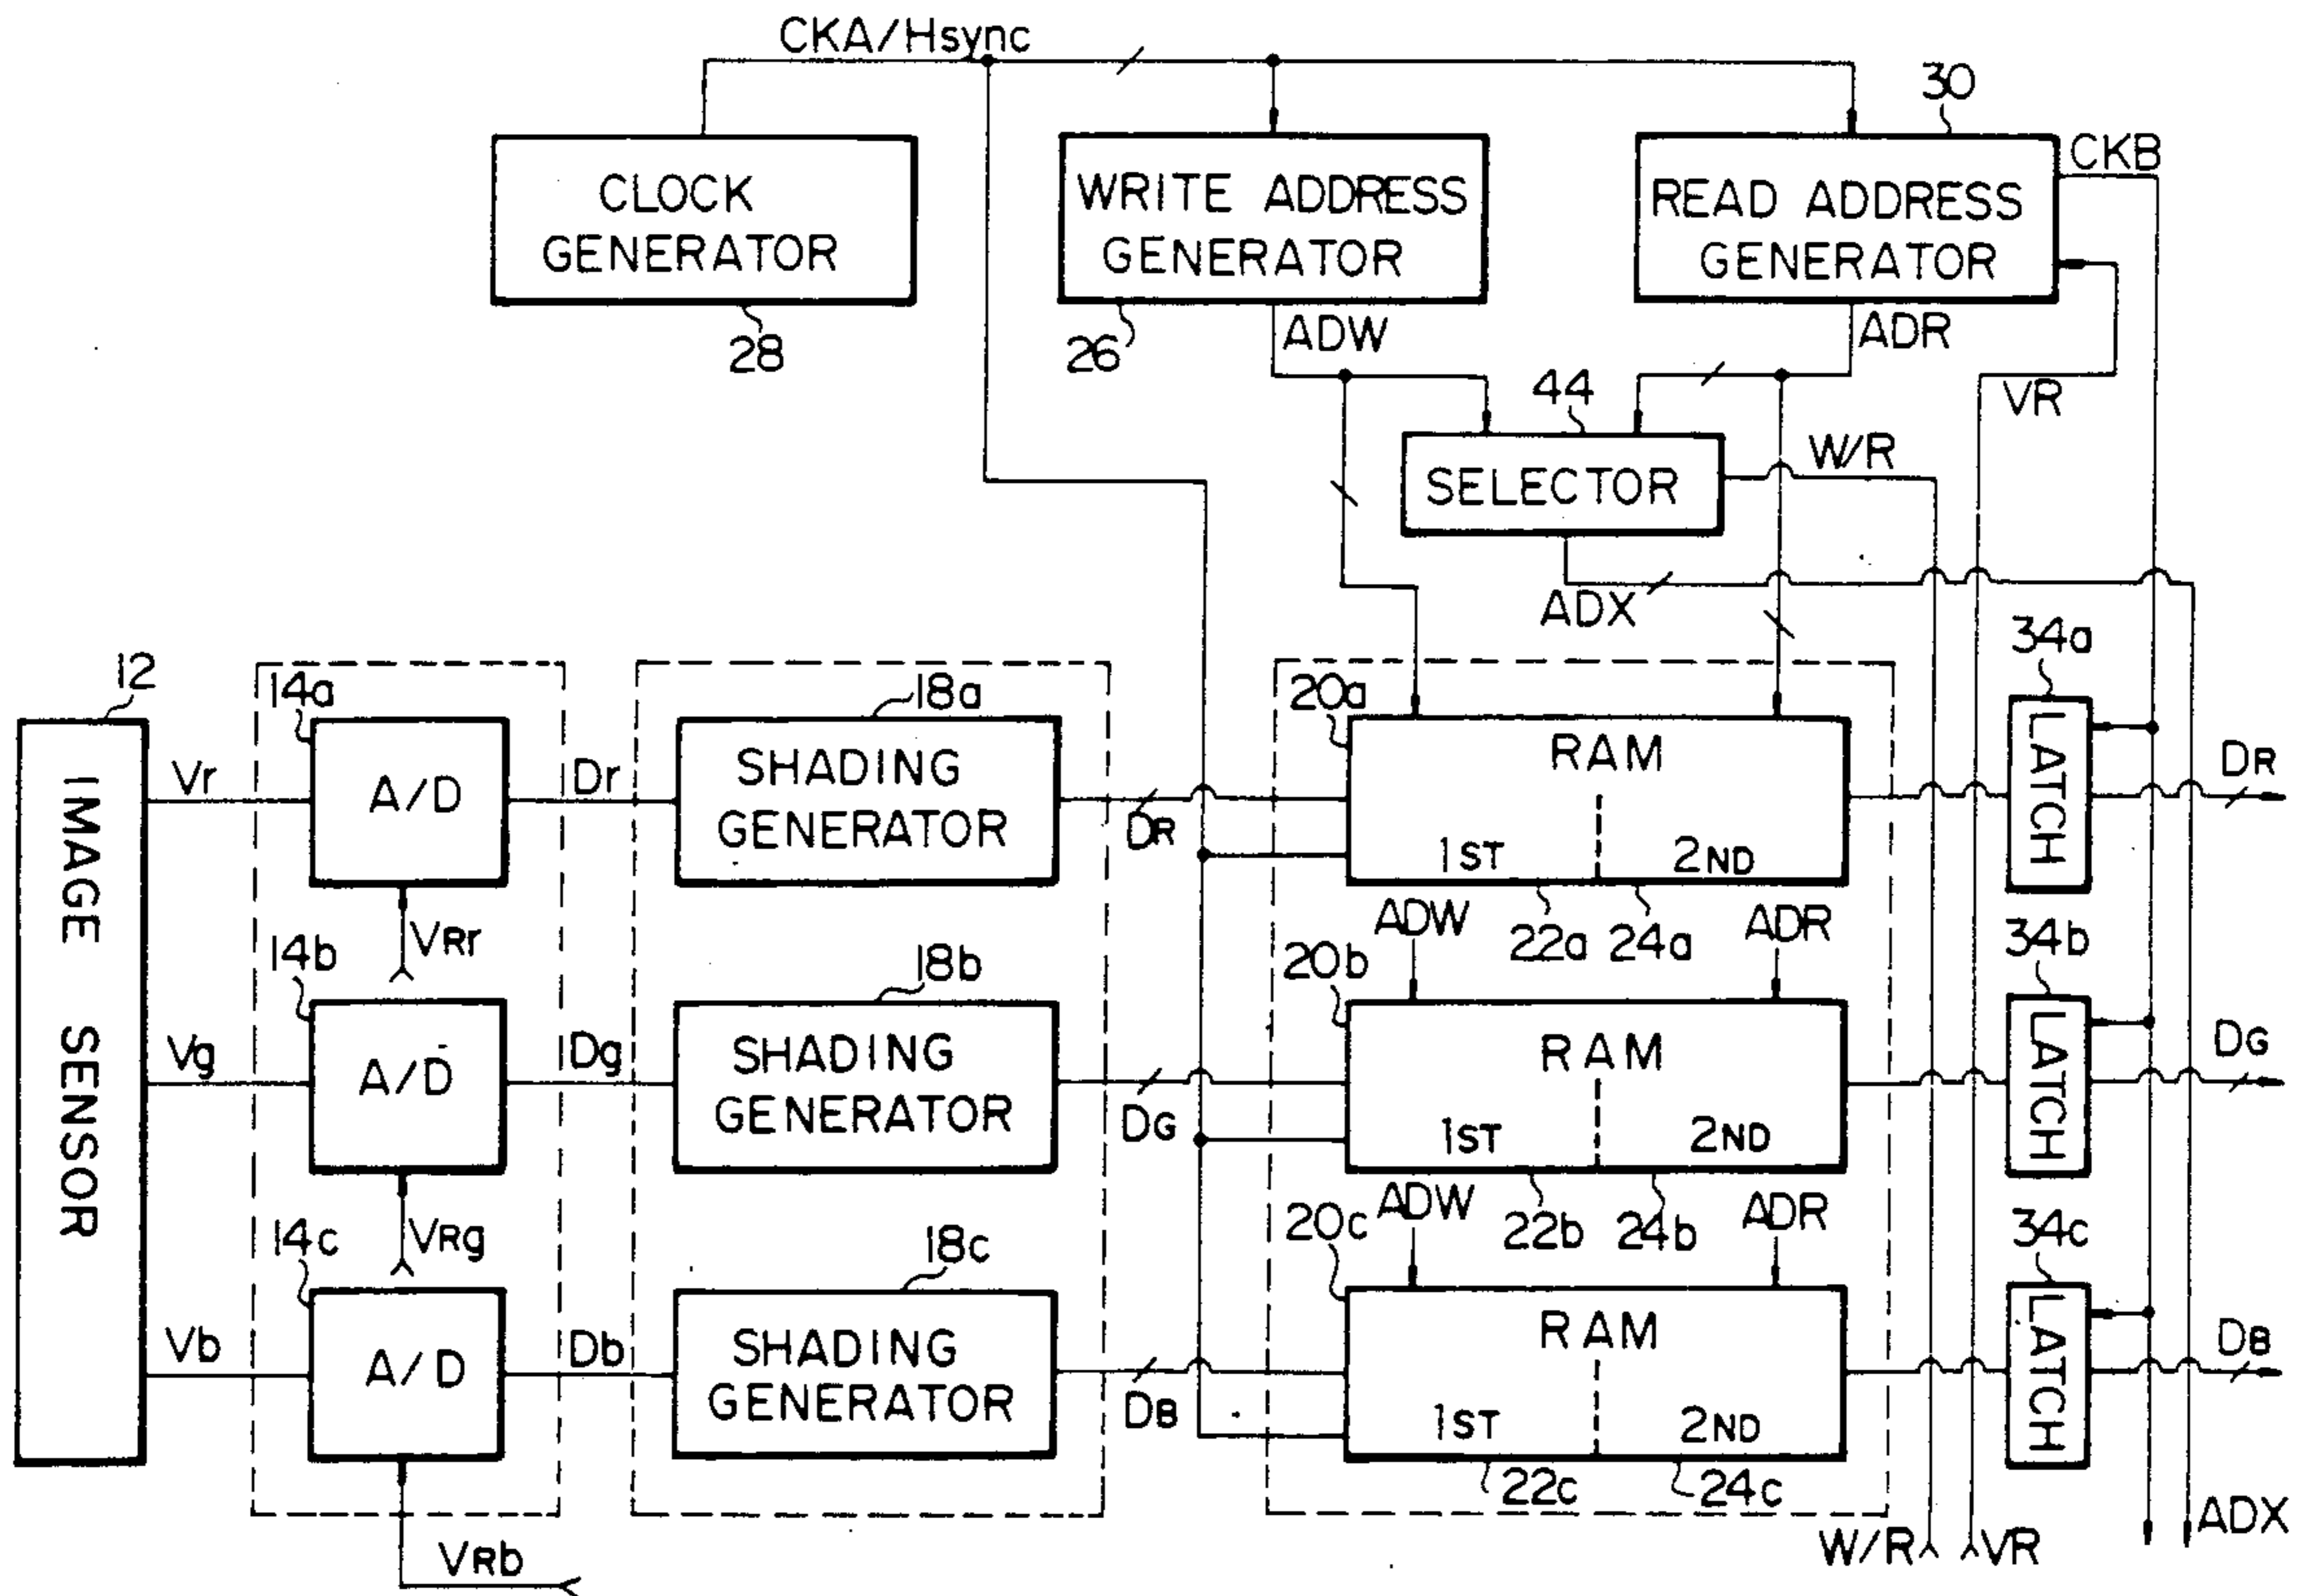 CKA/Hsync
30
CKB
CLOCK
GENERATOR
28
WRITE ADDRESS
GENERATOR
26
READ ADDRESS
GENERATOR
ADW
ADR
VR
44
SELECTOR
W/R
ADX
12
IMAGE SENSOR
14a
A/D
Vr
Dr
VRr
18a
SHADING
GENERATOR
DR
20a
RAM
1ST
2ND
22a
24a
34a
LATCH
DR
14b
A/D
Vg
Dg
VRg
18b
SHADING
GENERATOR
DG
ADW
ADR
20b
RAM
1ST
2ND
22b
24b
34b
LATCH
DG
14c
A/D
Vb
Db
VRb
18c
SHADING
GENERATOR
DB
ADW
ADR
20c
RAM
1ST
2ND
22c
24c
34c
LATCH
DB
W/R
VR
ADX